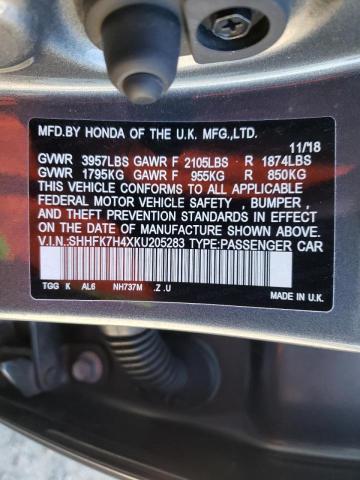 MFD.BY HONDA OF THE U.K. MFG.,LTD.
11/18
GVWR 3957LBS GAWR F 2105LBS R 1874LBS
GVWR 1795KG GAWR F 955KG R 850KG
THIS VEHICLE CONFORMS TO ALL APPLICABLE
FEDERAL MOTOR VEHICLE SAFETY , BUMPER ,
AND THEFT PREVENTION STANDARDS IN EFFECT
ON THE DATE OF MANUFACTURE SHOWN ABOVE.
V.I.N.:SHHFK7H4XKU205283 TYPE:PASSENGER CAR
TGG K AL6 NH737M .Z .U
MADE IN U.K.